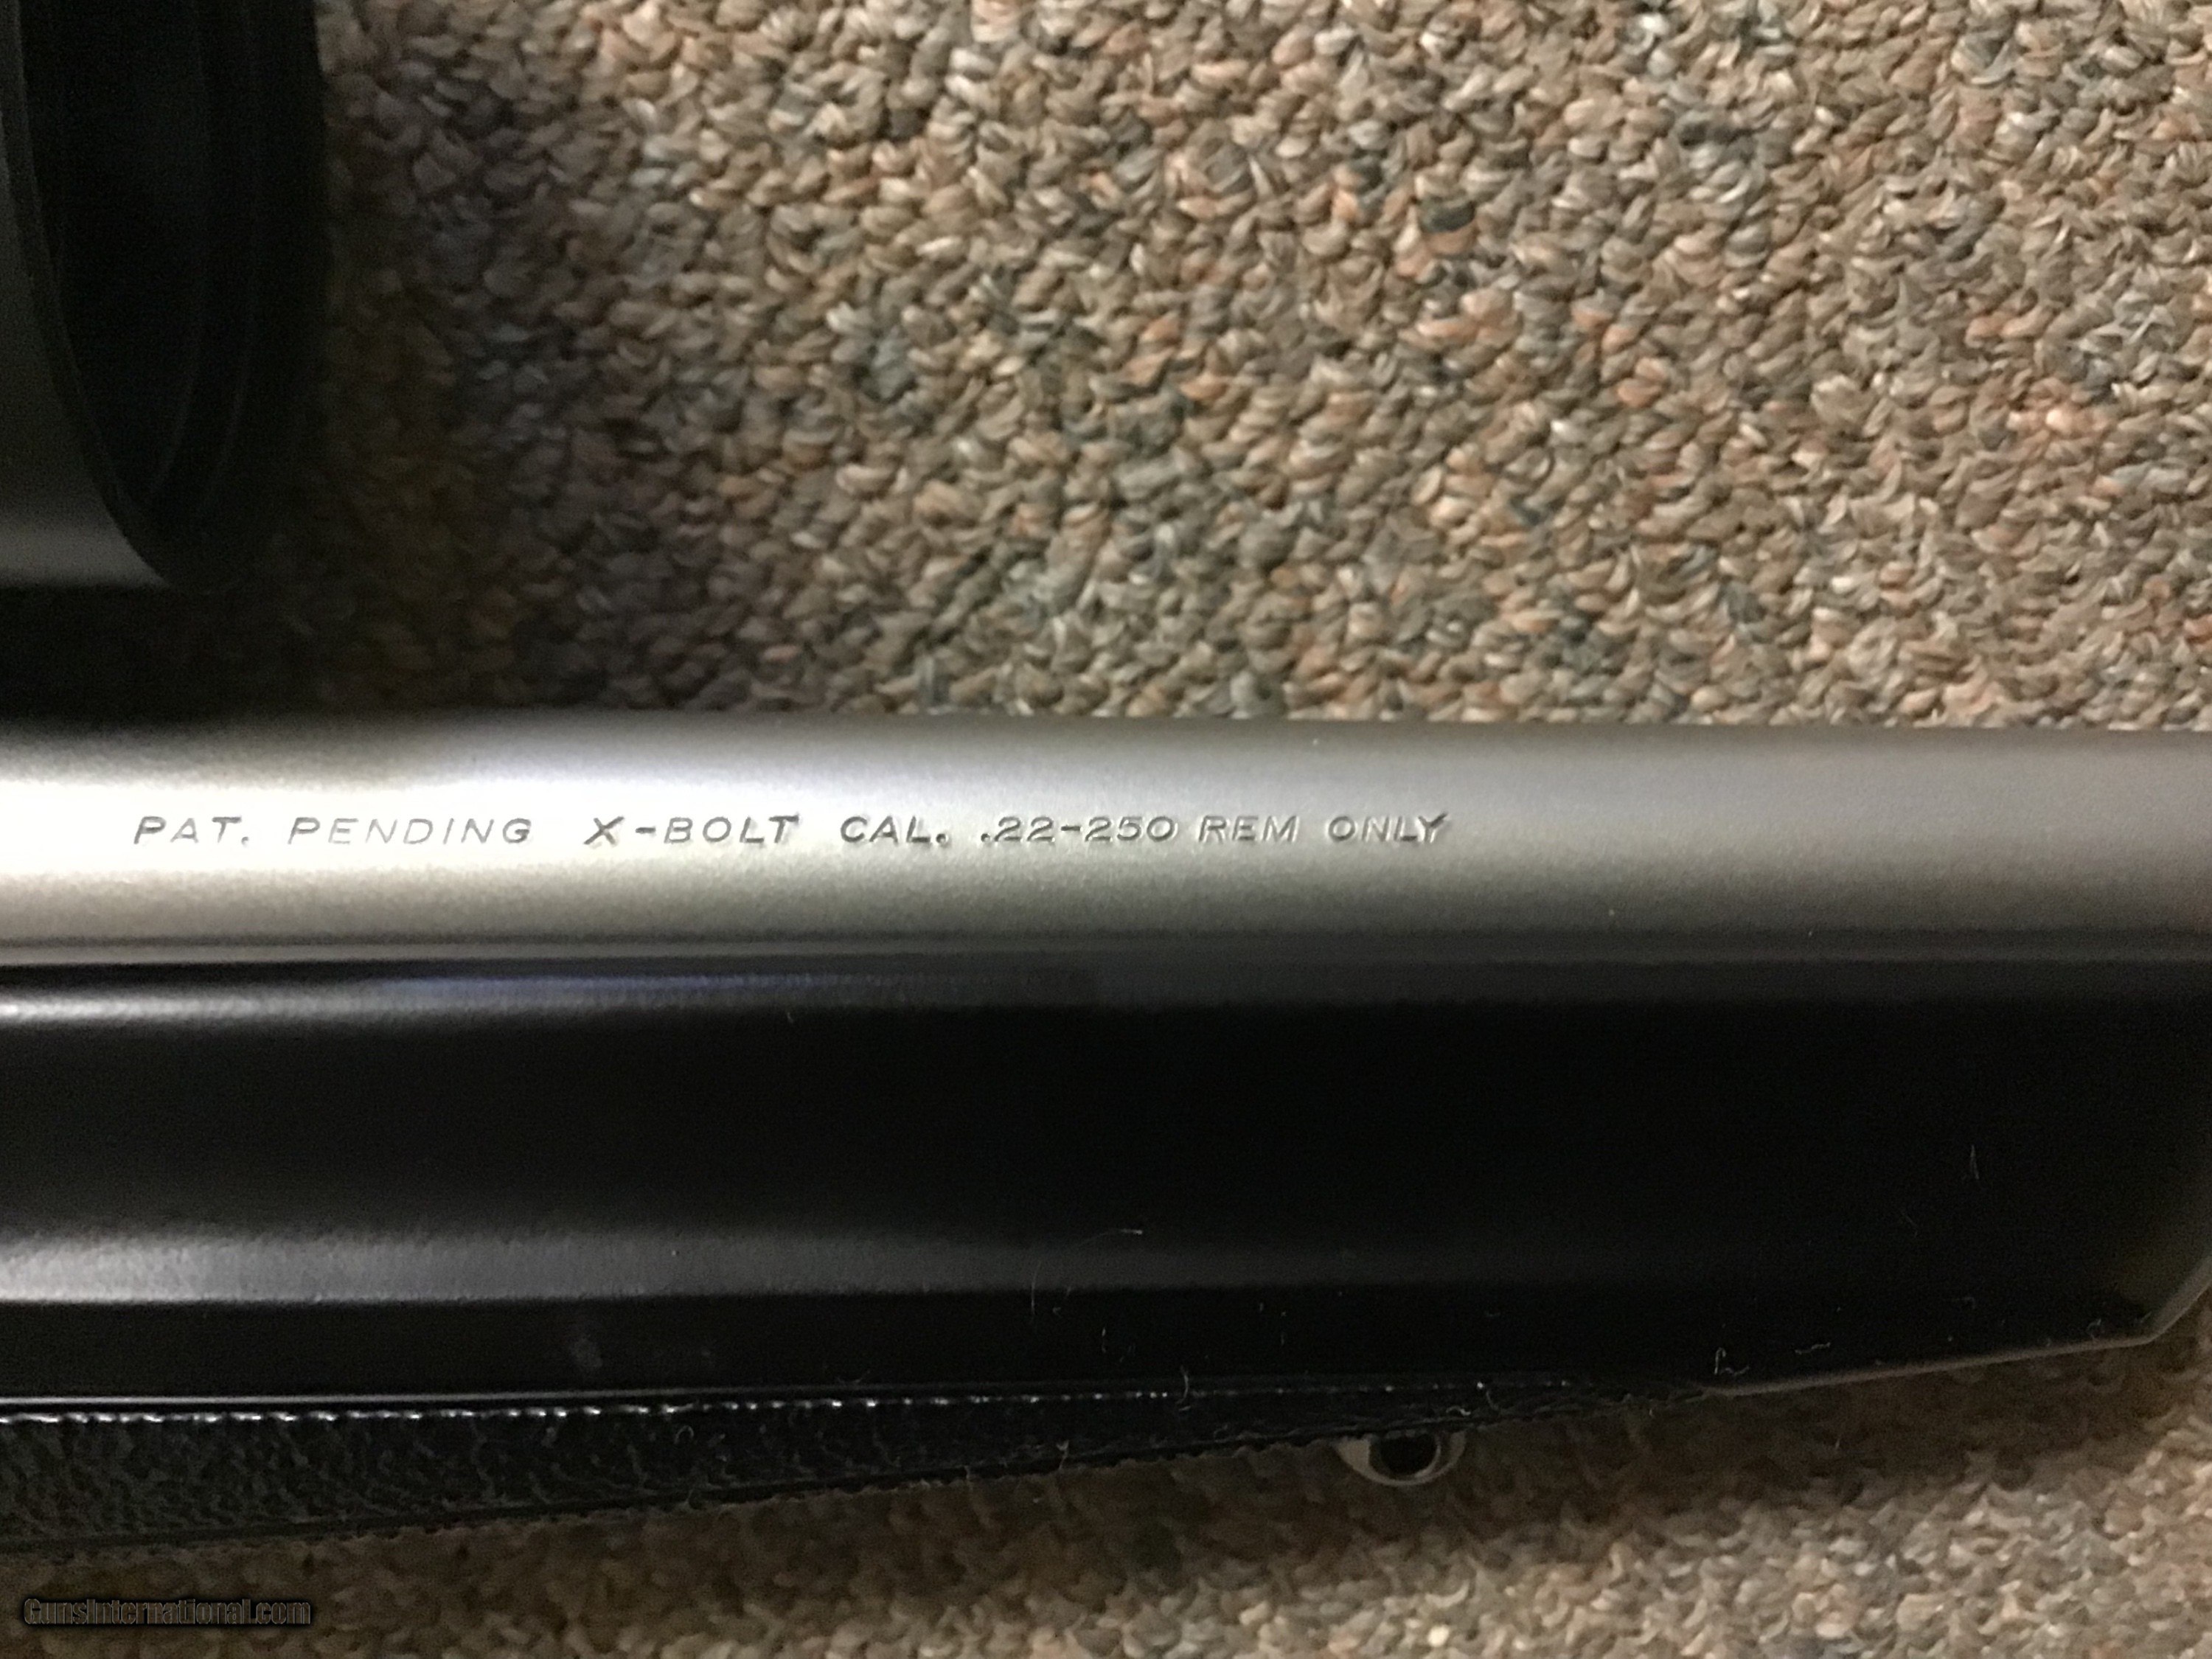 PAT. PENDING X-BOLT CAL. .22-250 REM ONLY
GunsInternational.com